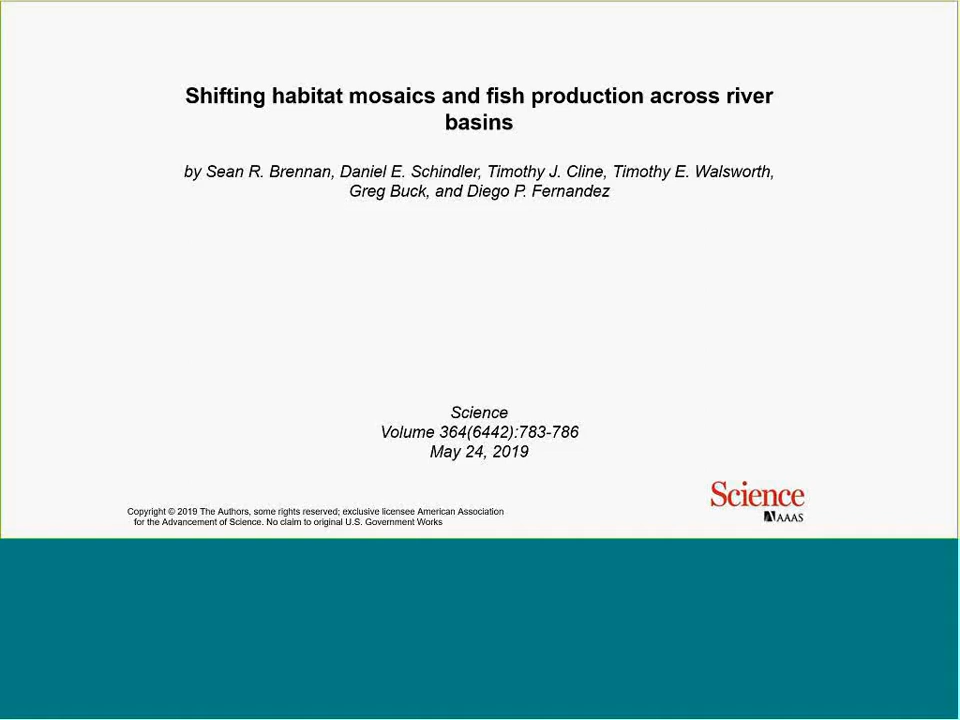 Shifting habitat mosaics and fish production across river
basins
by Sean R. Brennan, Daniel E. Schindler, Timothy J. Cline, Timothy E. Walsworth,
Greg Buck, and Diego P. Fernandez
Science
Volume 364(6442):783-786
May 24, 2019
Copyright © 2019 The Authors, some rights reserved; exclusive licensee American Association
for the Advancement of Science. No claim to original U.S. Government Works
Science
AAAS